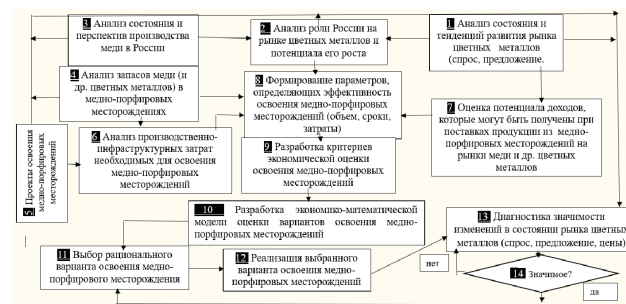 3 Анализ состояния и
перспектив производства
меди в России
2 Анализ роли России на
рынке цветных металлов и
потенциала его роста
1 Анализ состояния и
тенденций развития рынка
цветных металлов
(спрос, предложение.
4 Анализ запасов меди (и
др. цветных металлов) в
медно-порфировых
месторождениях
8 Формирование параметров,
определяющих эффективность
освоения медно-порфировых
месторождений (объем, сроки,
затраты)
7 Оценка потенциала доходов,
которые могут быть получены при
поставках продукции из медно-
порфировых месторождений на
рынки меди и др. цветных
металлов
5 Проекты освоения
медно-порфировых
месторождений
6 Анализ производственно-
инфраструктурных затрат
необходимых для освоения
медно-порфировых
месторождений
9 Разработка критериев
экономической оценки
освоения медно-порфировых
месторождений
10 Разработка экономико-математической
модели оценки вариантов освоения медно-
порфировых месторождений
13 Диагностика значимости
изменений в состоянии рынка цветных
металлов (спрос, предложение, цены)
11 Выбор рационального
варианта освоения медно-
порфирового месторождения
12 Реализация выбранного
варианта освоения медно-
порфировых месторождений
нет
14 Значимое?
да